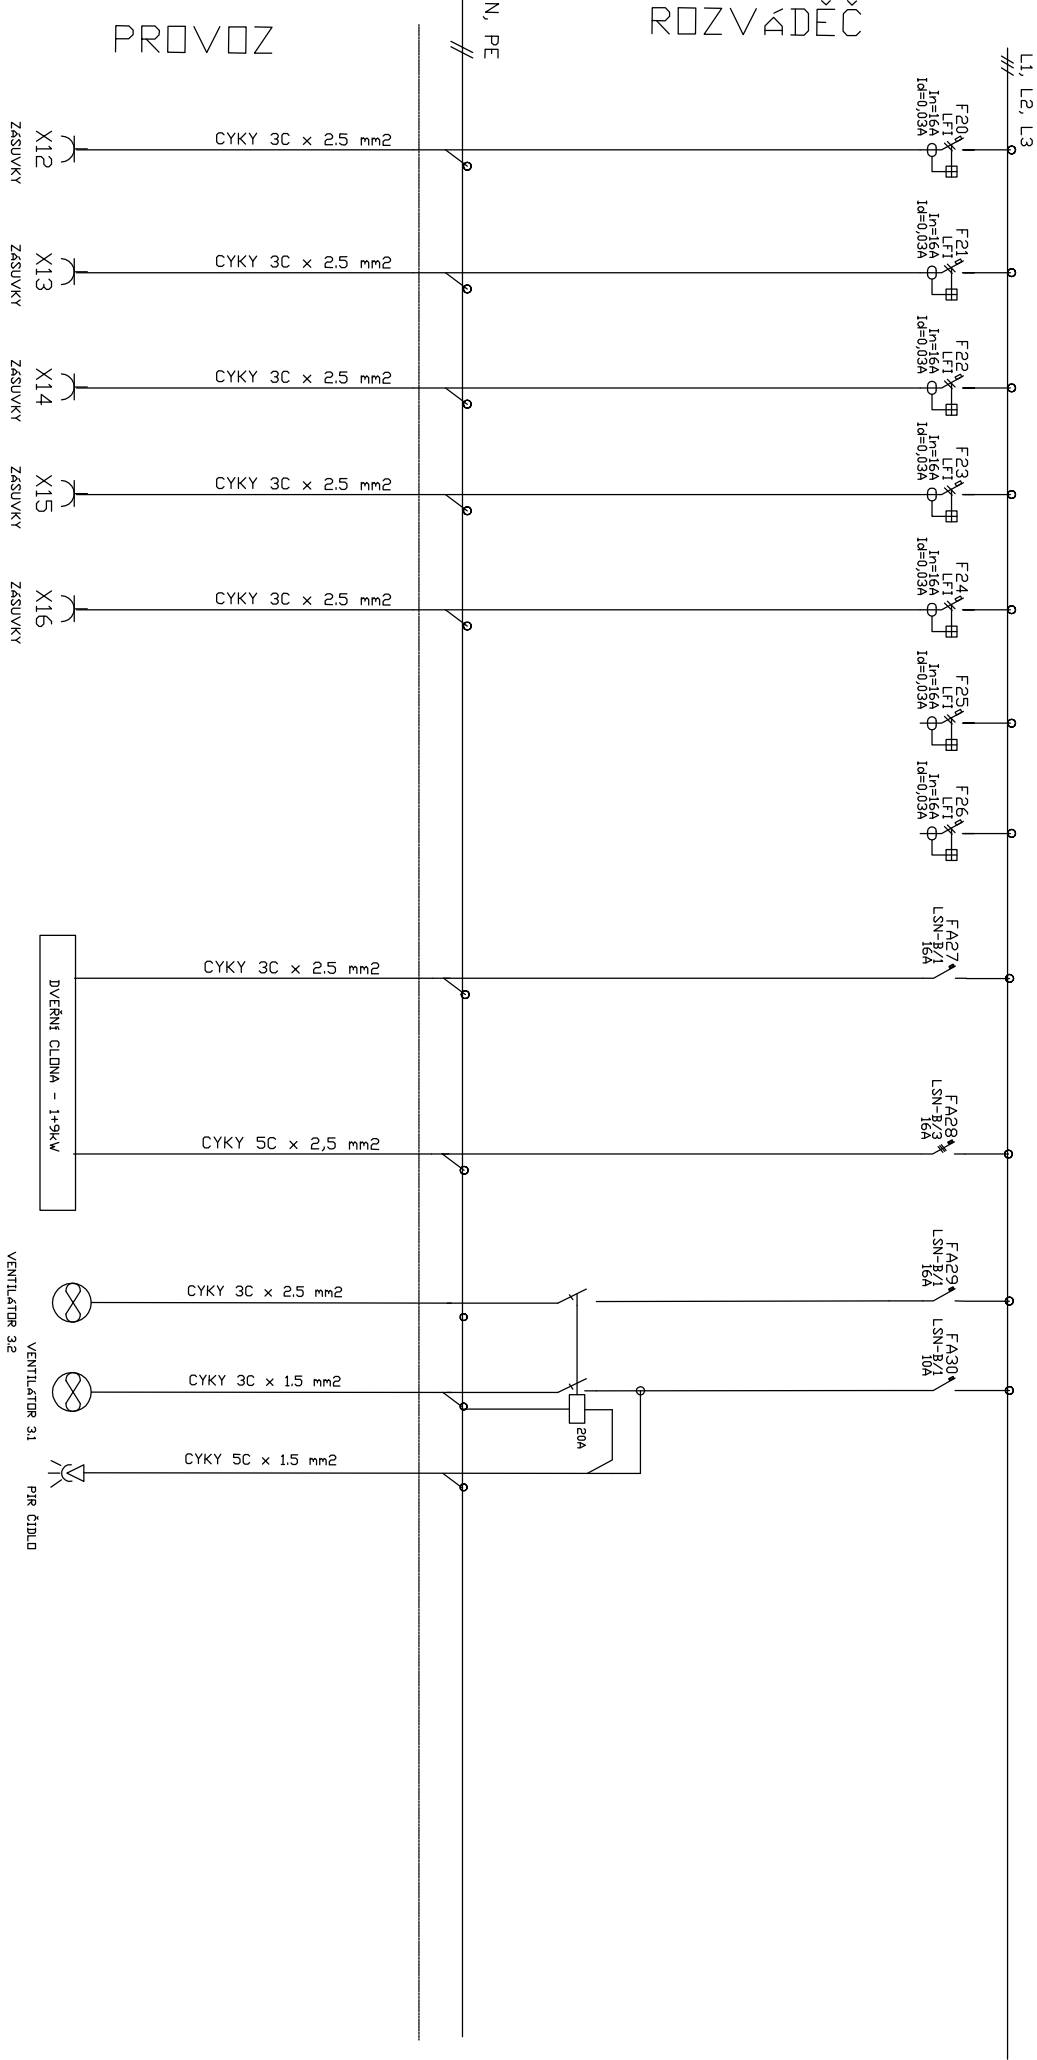 PROVOZ
N, PE
ROZVáDĚČ
L1, L2, L3
F20
LFI
In=16A
Id=0,03A
CYKY 3C x 2.5 mm2
X12
ZáSUVKY
F21
LFI
In=16A
Id=0,03A
CYKY 3C x 2.5 mm2
X13
ZáSUVKY
F22
LFI
In=16A
Id=0,03A
CYKY 3C x 2.5 mm2
X14
ZáSUVKY
F23
LFI
In=16A
Id=0,03A
CYKY 3C x 2.5 mm2
X15
ZáSUVKY
F24
LFI
In=16A
Id=0,03A
CYKY 3C x 2.5 mm2
X16
ZáSUVKY
F25
LFI
In=16A
Id=0,03A
F26
LFI
In=16A
Id=0,03A
FA27
LSN-B/1
16A
CYKY 3C x 2.5 mm2
DVEŘNí CLONA - 1+9kW
FA28
LSN-B/3
16A
CYKY 5C x 2,5 mm2
FA29
LSN-B/1
16A
CYKY 3C x 2.5 mm2
VENTILáTOR 3.2
FA30
LSN-B/1
10A
CYKY 3C x 1.5 mm2
VENTILáTOR 3.1
20A
CYKY 5C x 1.5 mm2
PIR ČIDLO